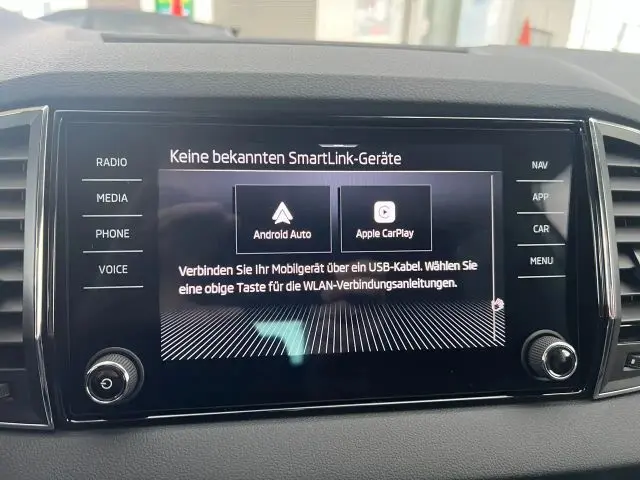 RADIO
MEDIA
PHONE
VOICE
Keine bekannten SmartLink-Geräte
Android Auto
Apple CarPlay
Verbinden Sie Ihr Mobilgerät über ein USB-Kabel. Wählen Sie
eine obige Taste für die WLAN-Verbindungsanleitungen.
NAV
APP
CAR
MENU